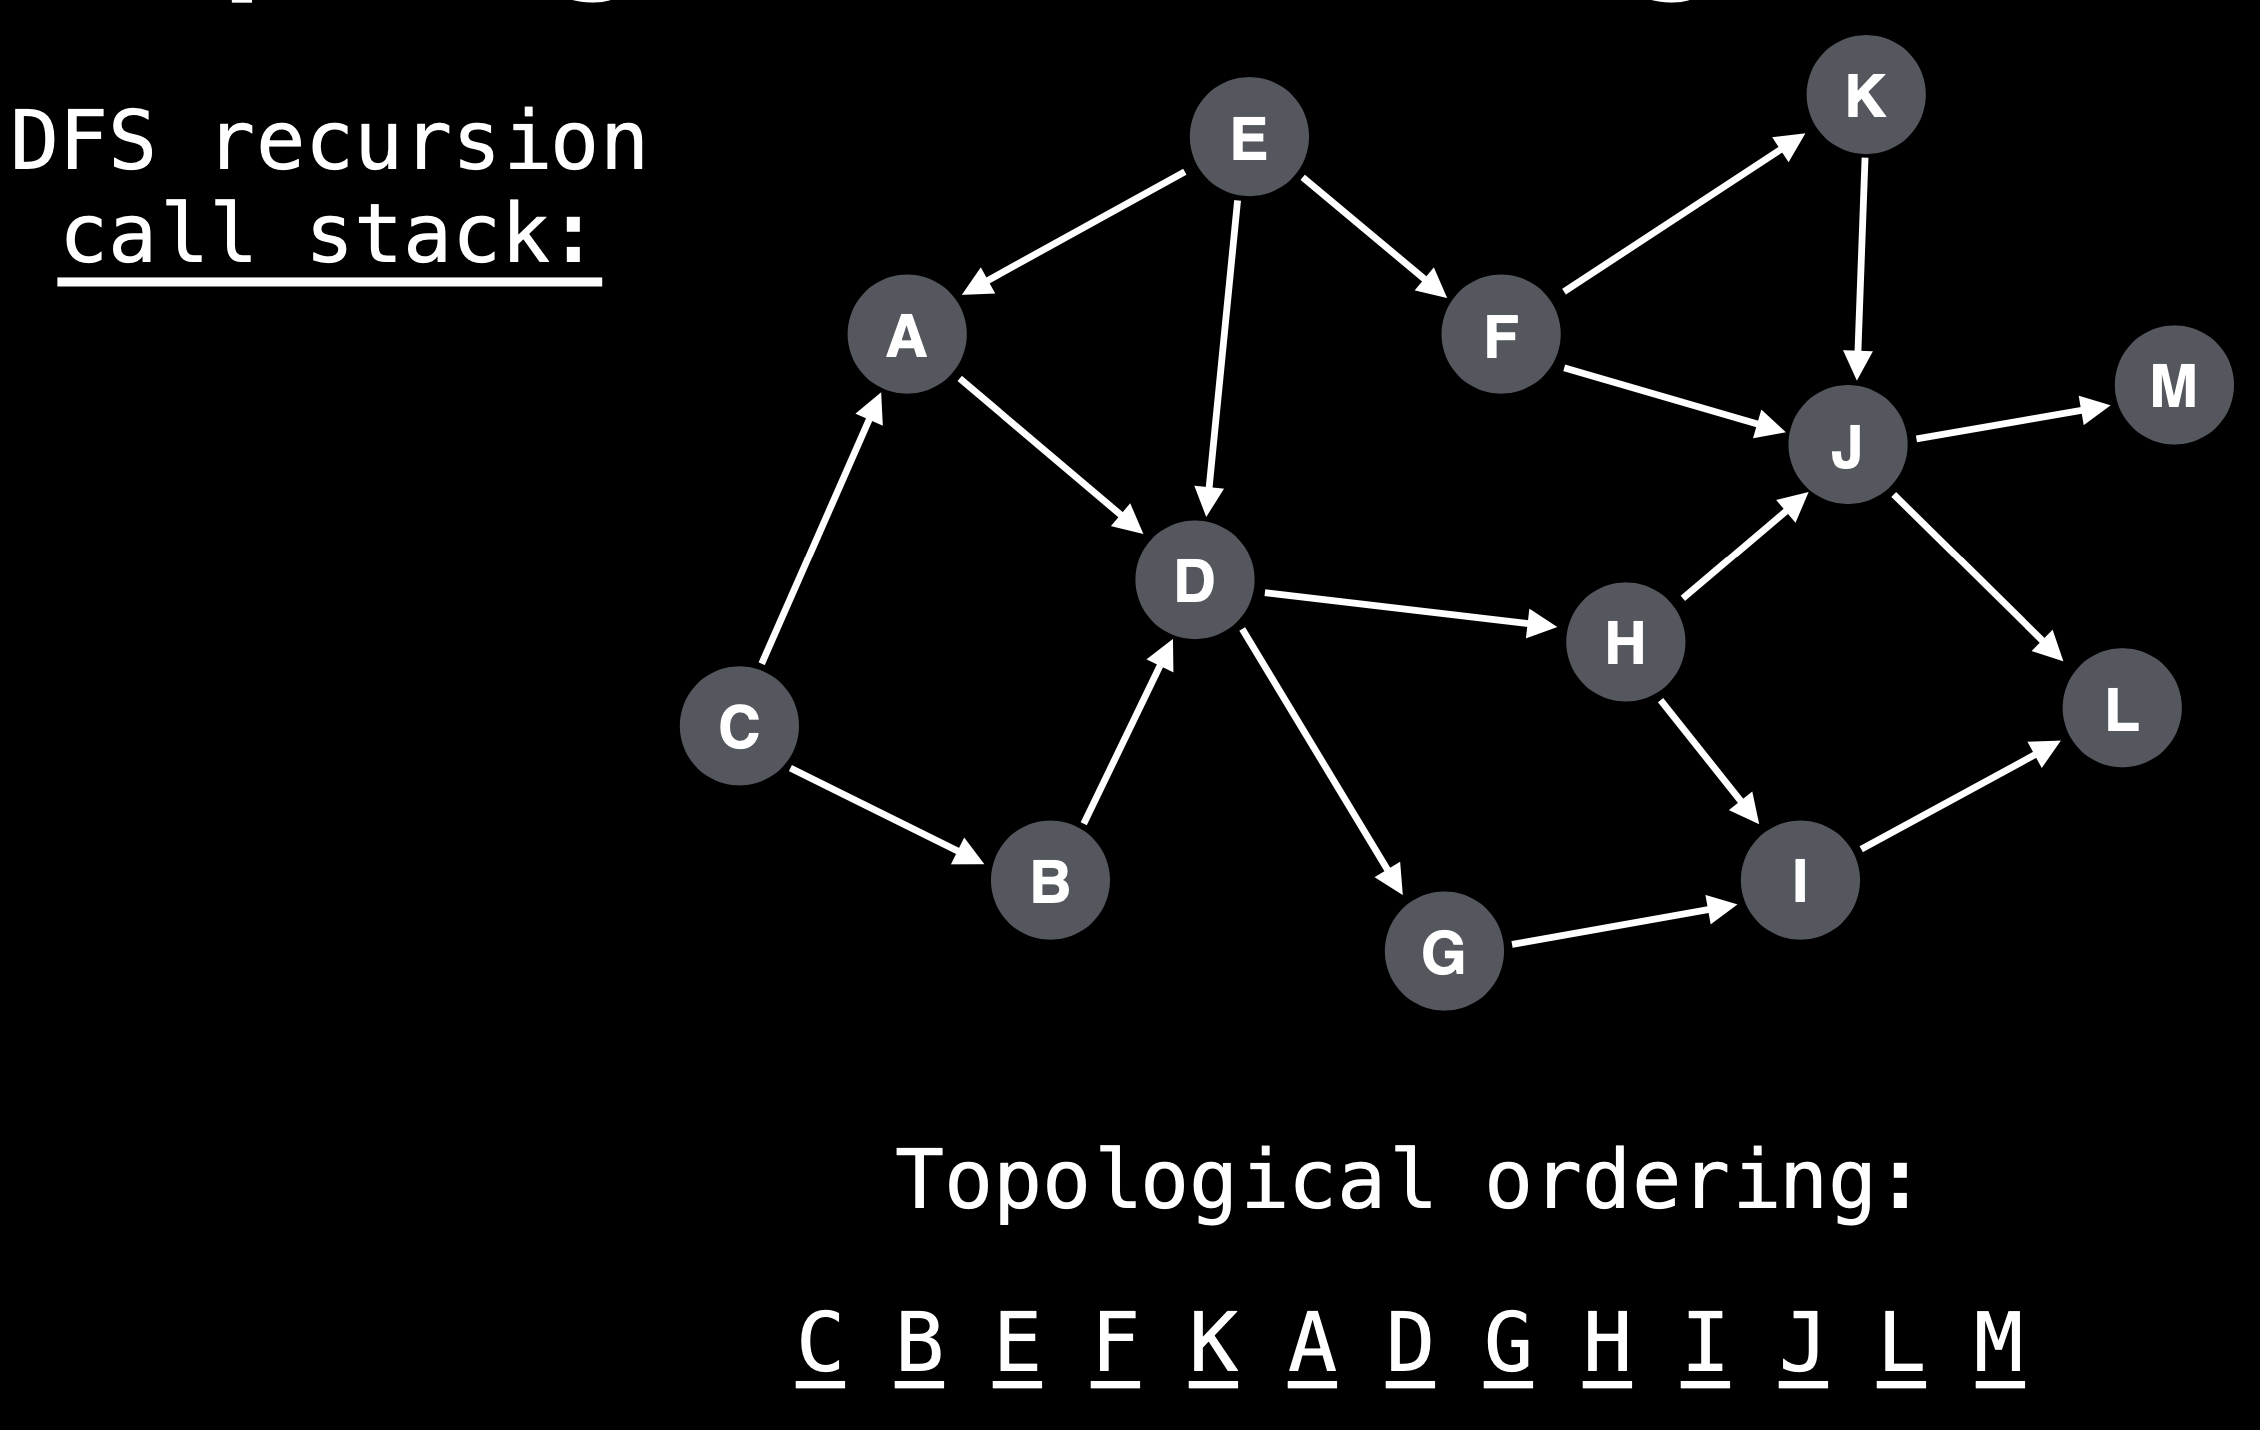 DFS recursion
call stack:
E
K
A
F
M
J
D
H
C
L
B
I
G
Topological ordering:
C B E F K A D G H I J L M